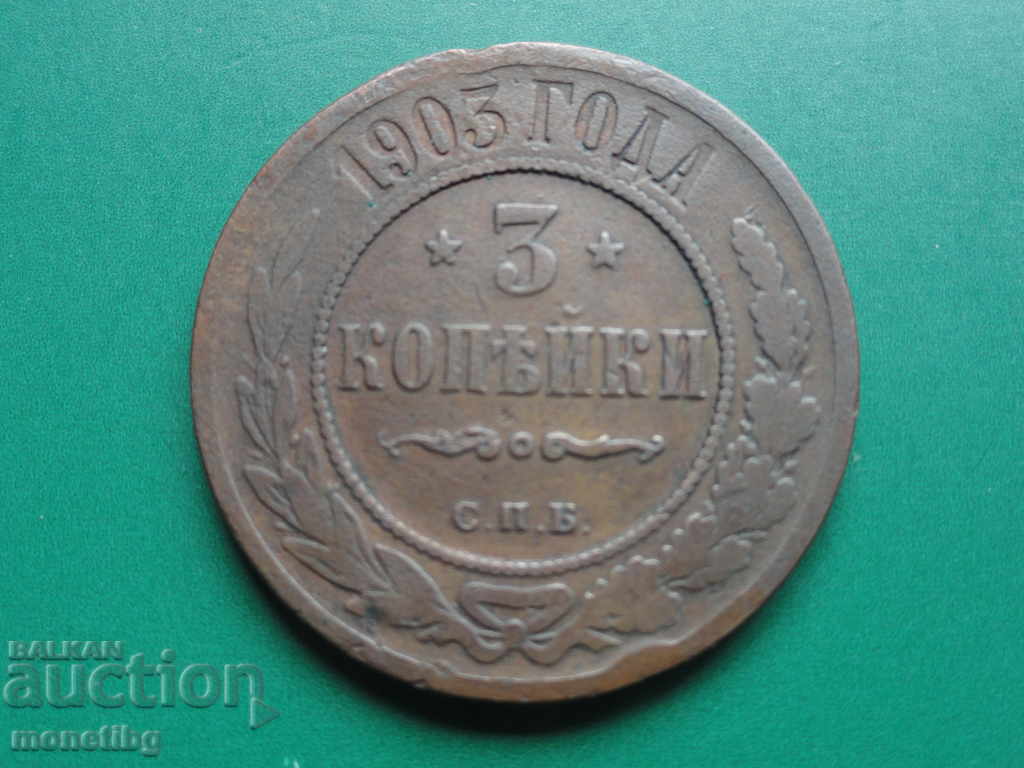 1903 ГОДА
* 3 *
КОПѢЙКИ
С.П.Б.
BALKAN
auction
monetibg